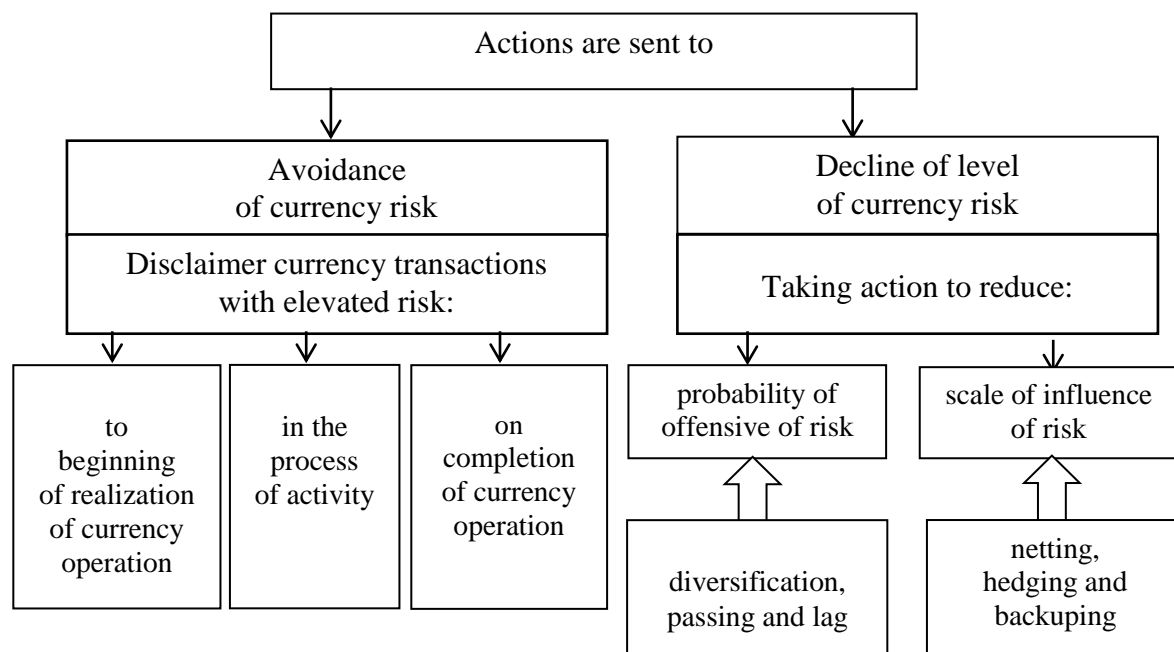 Actions are sent to
Avoidance
of currency risk
Disclaimer currency transactions
with elevated risk:
to
beginning
of realization
of currency
operation
in the
process
of activity
on
completion
of currency
operation
Decline of level
of currency risk
Taking action to reduce:
probability of
offensive of risk
scale of influence
of risk
diversification,
passing and lag
netting,
hedging and
backuping